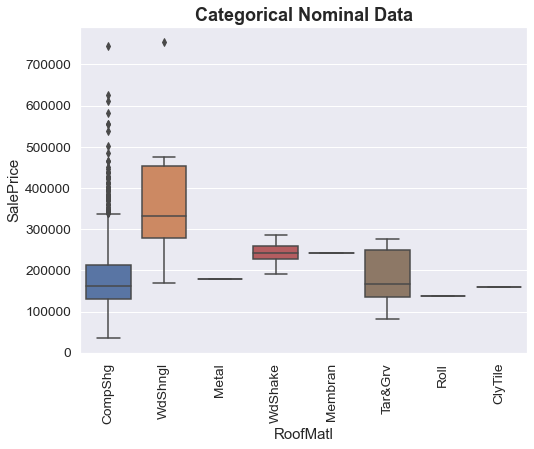 Categorical Nominal Data
SalePrice
700000
600000
500000
400000
300000
200000
100000
0
CompShg
WdShngl
Metal
WdShake
Membran
Tar&Grv
Roll
ClyTile
RoofMatl